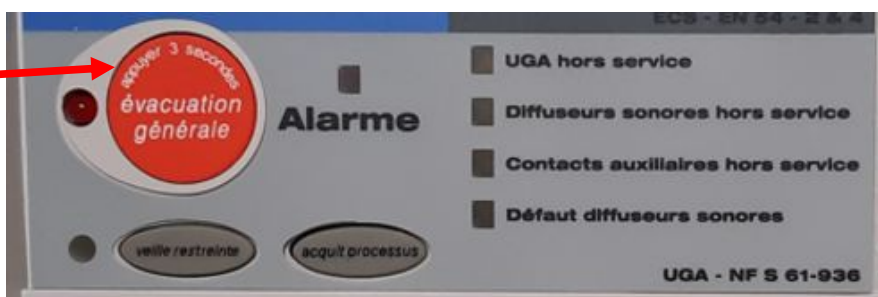 ECS - EN 54 - 2 & 4
appuyer 3 secondes
évacuation
générale
Alarme
UGA hors service
Diffuseurs sonores hors service
Contacts auxiliaires hors service
Défaut diffuseurs sonores
veille restreinte
acquit processus
UGA - NF S 61-936